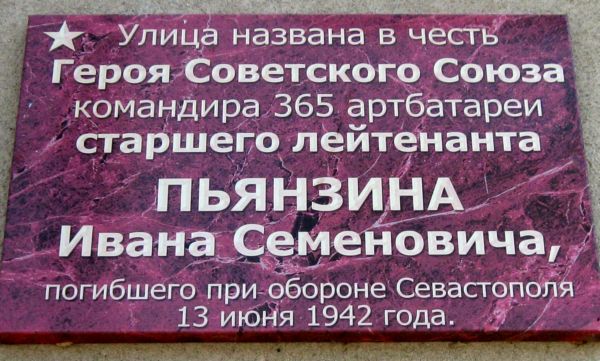 Улица названа в честь
Героя Советского Союза
командира 365 артбатареи
старшего лейтенанта
ПЬЯНЗИНА
Ивана Семеновича,
погибшего при обороне Севастополя
13 июня 1942 года.